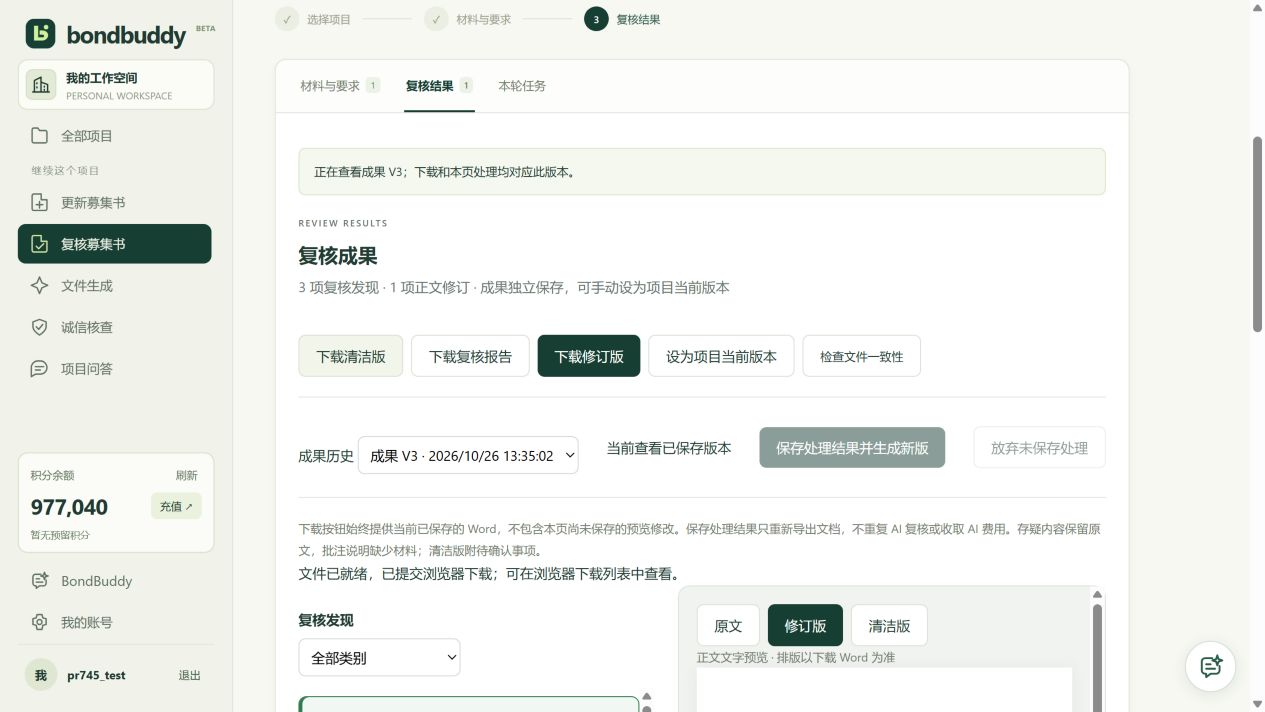 bondbuddy BETA
我的工作空间
PERSONAL WORKSPACE
全部项目
继续这个项目
更新募集书
复核募集书
文件生成
诚信核查
项目问答
积分余额 刷新
977,040 充值 ↗
暂无预留积分
BondBuddy
我的账号
我 pr745_test 退出
✓ 选择项目 ✓ 材料与要求 3 复核结果
材料与要求 1 复核结果 1 本轮任务
正在查看成果 V3；下载和本页处理均对应此版本。
REVIEW RESULTS
复核成果
3 项复核发现 · 1 项正文修订 · 成果独立保存，可手动设为项目当前版本
下载清洁版 下载复核报告 下载修订版 设为项目当前版本 检查文件一致性
成果历史 成果 V3 · 2026/10/26 13:35:02 当前查看已保存版本 保存处理结果并生成新版 放弃未保存处理
下载按钮始终提供当前已保存的 Word，不包含本页尚未保存的预览修改。保存处理结果只重新导出文档，不重复 AI 复核或收取 AI 费用。存疑内容保留原
文，批注说明缺少材料；清洁版附待确认事项。
文件已就绪，已提交浏览器下载；可在浏览器下载列表中查看。
复核发现
全部类别
原文 修订版 清洁版
正文文字预览 · 排版以下载 Word 为准